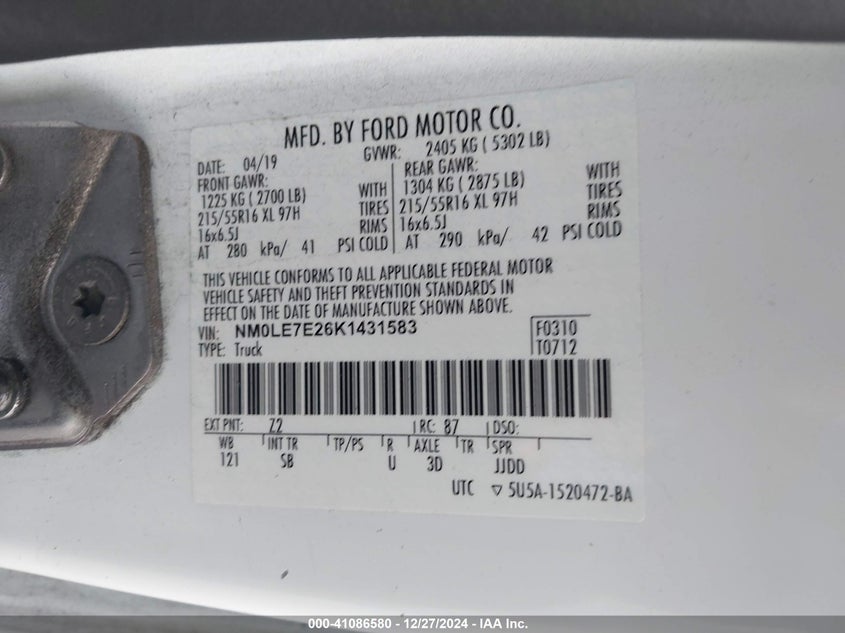 MFD. BY FORD MOTOR CO.
DATE: 04/19 GVWR: 2405 KG ( 5302 LB)
FRONT GAWR: REAR GAWR:
1225 KG ( 2700 LB) WITH 1304 KG ( 2875 LB) WITH
215/55R16 XL 97H TIRES 215/55R16 XL 97H TIRES
16x6.5J RIMS 16x6.5J RIMS
AT 280 kPa/ 41 PSI COLD AT 290 kPa/ 42 PSI COLD
THIS VEHICLE CONFORMS TO ALL APPLICABLE FEDERAL MOTOR
VEHICLE SAFETY AND THEFT PREVENTION STANDARDS IN
EFFECT ON THE DATE OF MANUFACTURE SHOWN ABOVE.
VIN: NM0LE7E26K1431583 F0310
TYPE: Truck T0712
EXT PNT: Z2 RC: 87 DSO:
WB INT TR TP/PS R AXLE TR SPR
121 SB U 3D JJDD
UTC ▽ 5U5A-1520472-BA
000-41086580 - 12/27/2024 - IAA Inc.